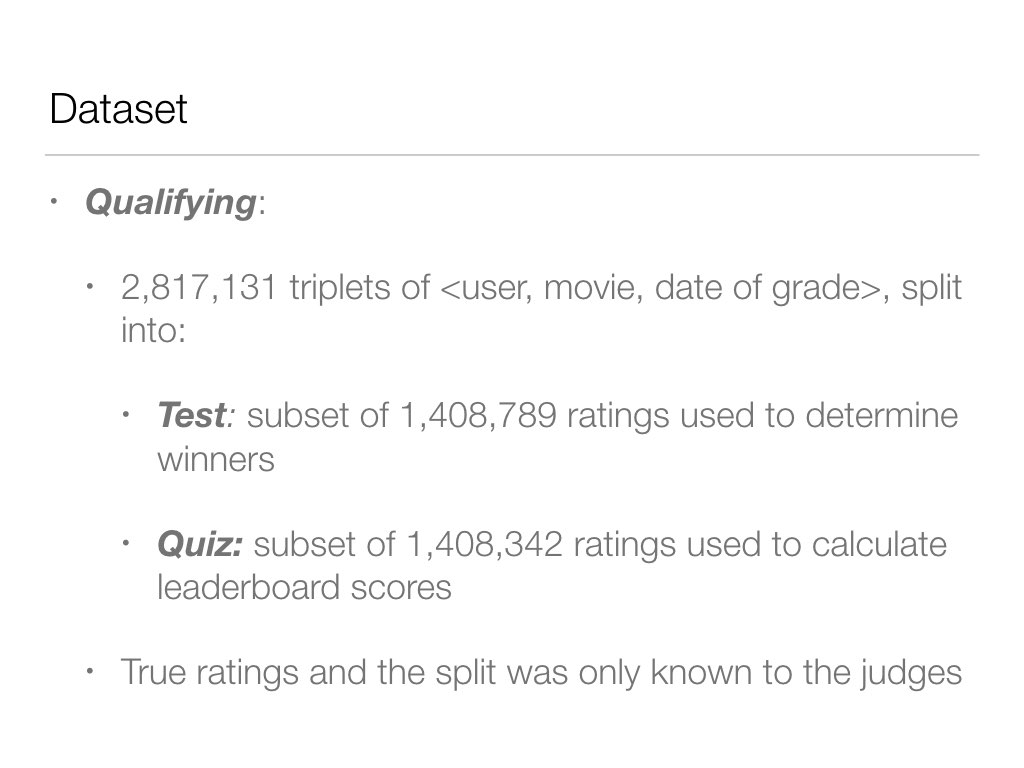 Dataset
• Qualifying:
• 2,817,131 triplets of <user, movie, date of grade>, split
into:
• Test: subset of 1,408,789 ratings used to determine
winners
• Quiz: subset of 1,408,342 ratings used to calculate
leaderboard scores
• True ratings and the split was only known to the judges